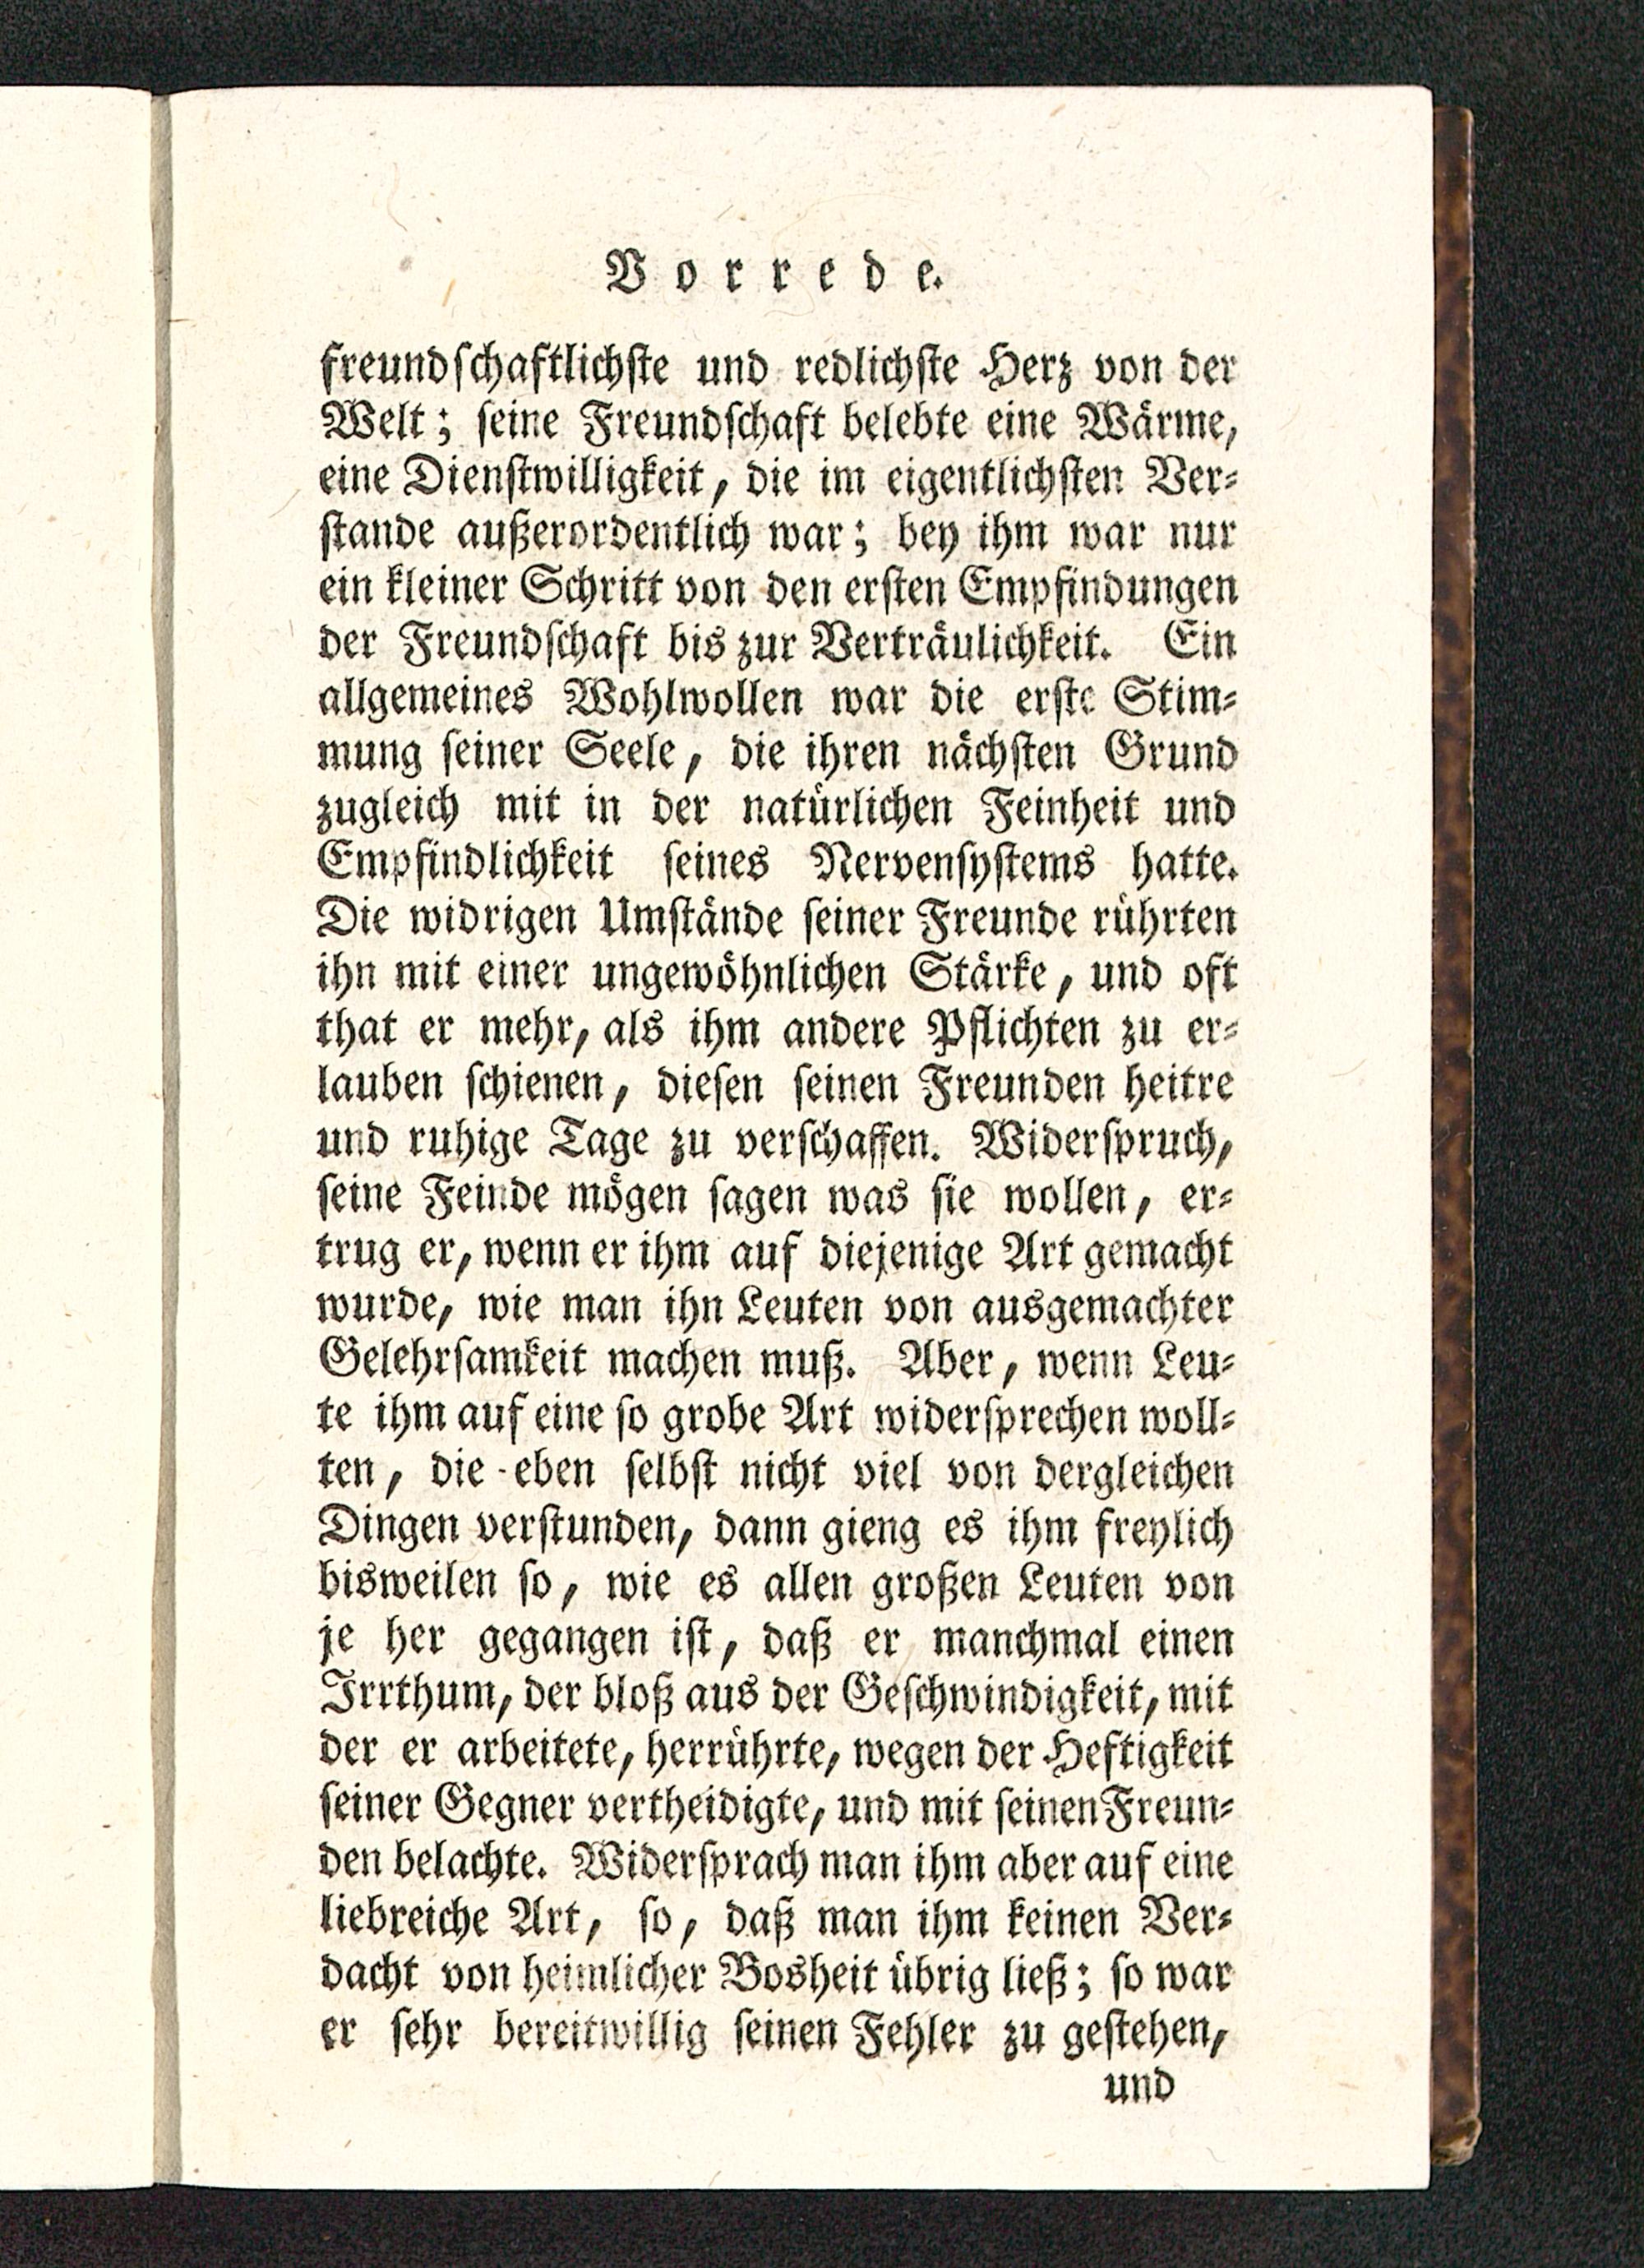 Vorrede.
freundſchaftlichſte und redlichſte Herz von der
Welt; ſeine Freundſchaft belebte eine Wärme,
eine Dienſtwilligkeit, die im eigentlichſten Ver⸗
ſtande außerordentlich war; bey ihm war nur
ein kleiner Schritt von den erſten Empfindungen
der Freundſchaft bis zur Verträulichkeit. Ein
allgemeines Wohlwollen war die erſte Stim⸗
mung ſeiner Seele, die ihren nächſten Grund
zugleich mit in der natürlichen Feinheit und
Empfindlichkeit ſeines Nervenſyſtems hatte.
Die widrigen Umſtände ſeiner Freunde rührten
ihn mit einer ungewöhnlichen Stärke, und oft
that er mehr, als ihm andere Pflichten zu er⸗
lauben ſchienen, dieſen ſeinen Freunden heitre
und ruhige Tage zu verſchaffen. Widerſpruch,
ſeine Feinde mögen ſagen was ſie wollen, er⸗
trug er, wenn er ihm auf diejenige Art gemacht
wurde, wie man ihn Leuten von ausgemachter
Gelehrſamkeit machen muß. Aber, wenn Leu⸗
te ihm auf eine ſo grobe Art widerſprechen woll⸗
ten, die eben ſelbſt nicht viel von dergleichen
Dingen verſtunden, dann gieng es ihm freylich
bisweilen ſo, wie es allen großen Leuten von
je her gegangen iſt, daß er manchmal einen
Irrthum, der bloß aus der Geſchwindigkeit, mit
der er arbeitete, herrührte, wegen der Heftigkeit
ſeiner Gegner vertheidigte, und mit ſeinen Freun⸗
den belachte. Widerſprach man ihm aber auf eine
liebreiche Art, ſo, daß man ihm keinen Ver⸗
dacht von heimlicher Bosheit übrig ließ; ſo war
er ſehr bereitwillig ſeinen Fehler zu geſtehen,
und